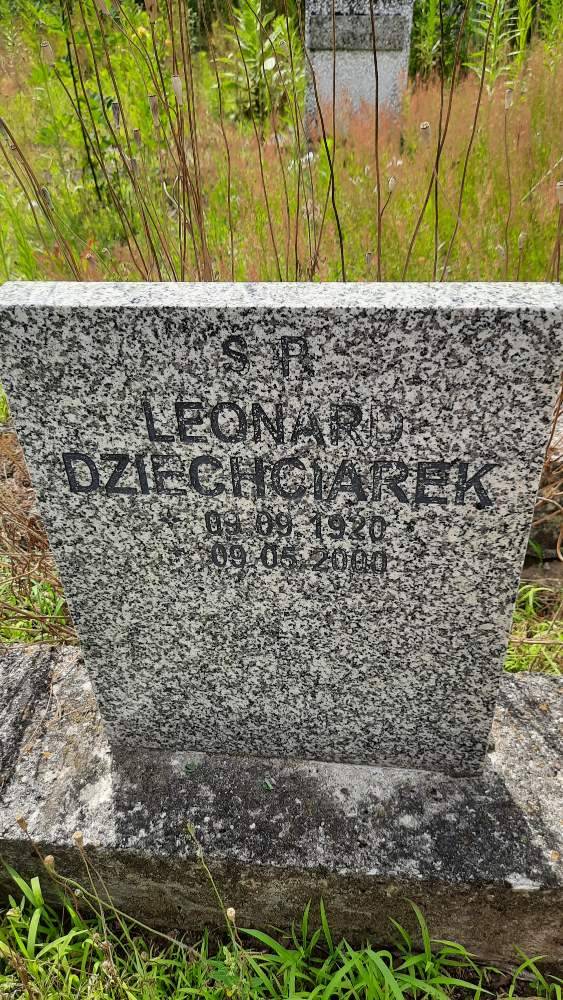 S P
LEONARD
DZIECHCIAREK
09.09.1920
09.05.2000